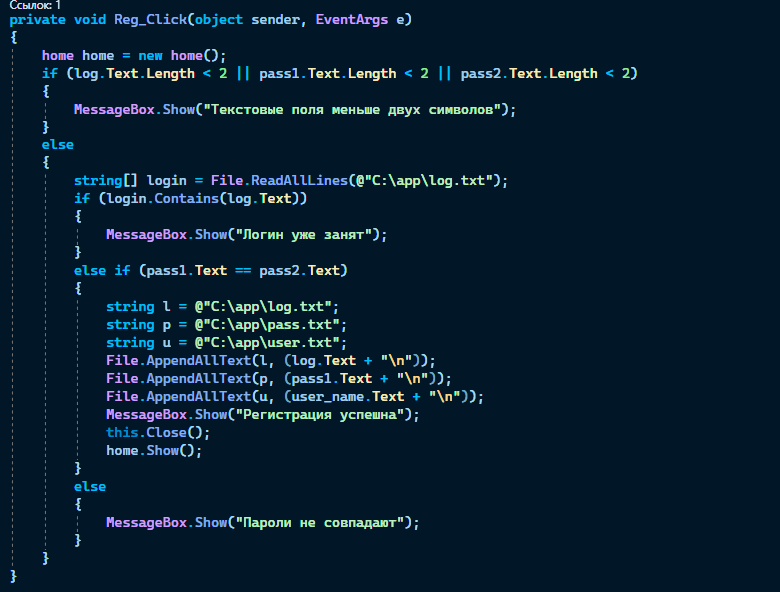 Ссылок: 1
private void Reg_Click(object sender, EventArgs e)
{
home home = new home();
if (log.Text.Length < 2 || pass1.Text.Length < 2 || pass2.Text.Length < 2)
{
MessageBox.Show("Текстовые поля меньше двух символов");
}
else
{
string[] login = File.ReadAllLines(@"C:\app\log.txt");
if (login.Contains(log.Text))
{
MessageBox.Show("Логин уже занят");
}
else if (pass1.Text == pass2.Text)
{
string l = @"C:\app\log.txt";
string p = @"C:\app\pass.txt";
string u = @"C:\app\user.txt";
File.AppendAllText(l, (log.Text + "\n"));
File.AppendAllText(p, (pass1.Text + "\n"));
File.AppendAllText(u, (user_name.Text + "\n"));
MessageBox.Show("Регистрация успешна");
this.Close();
home.Show();
}
else
{
MessageBox.Show("Пароли не совпадают");
}
}
}